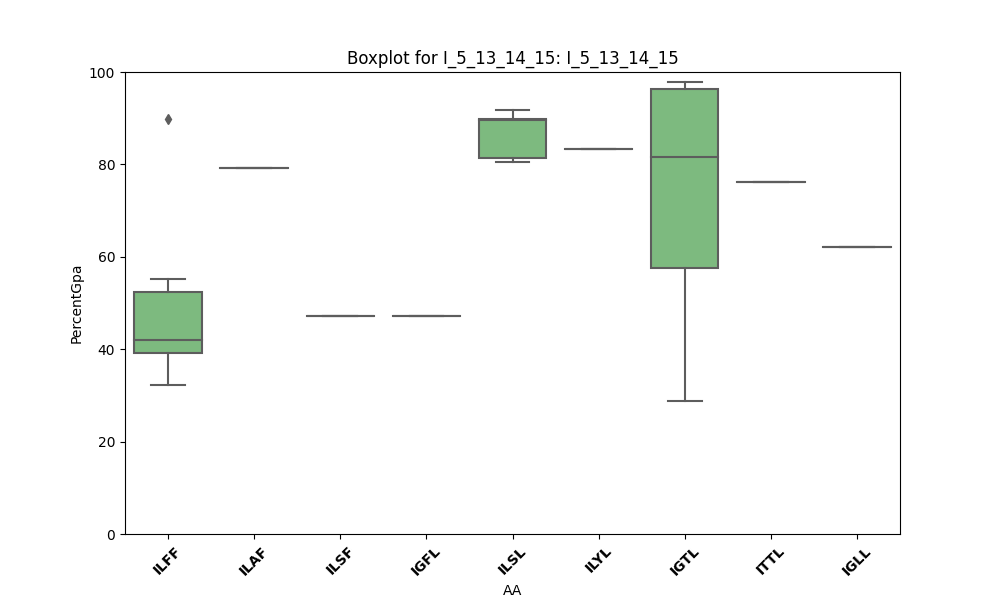 Boxplot for I_5_13_14_15: I_5_13_14_15
100
80
60
40
20
0
PercentGpa
ILFF
ILAF
ILSF
IGFL
ILSL
ILYL
IGTL
ITTL
IGLL
AA